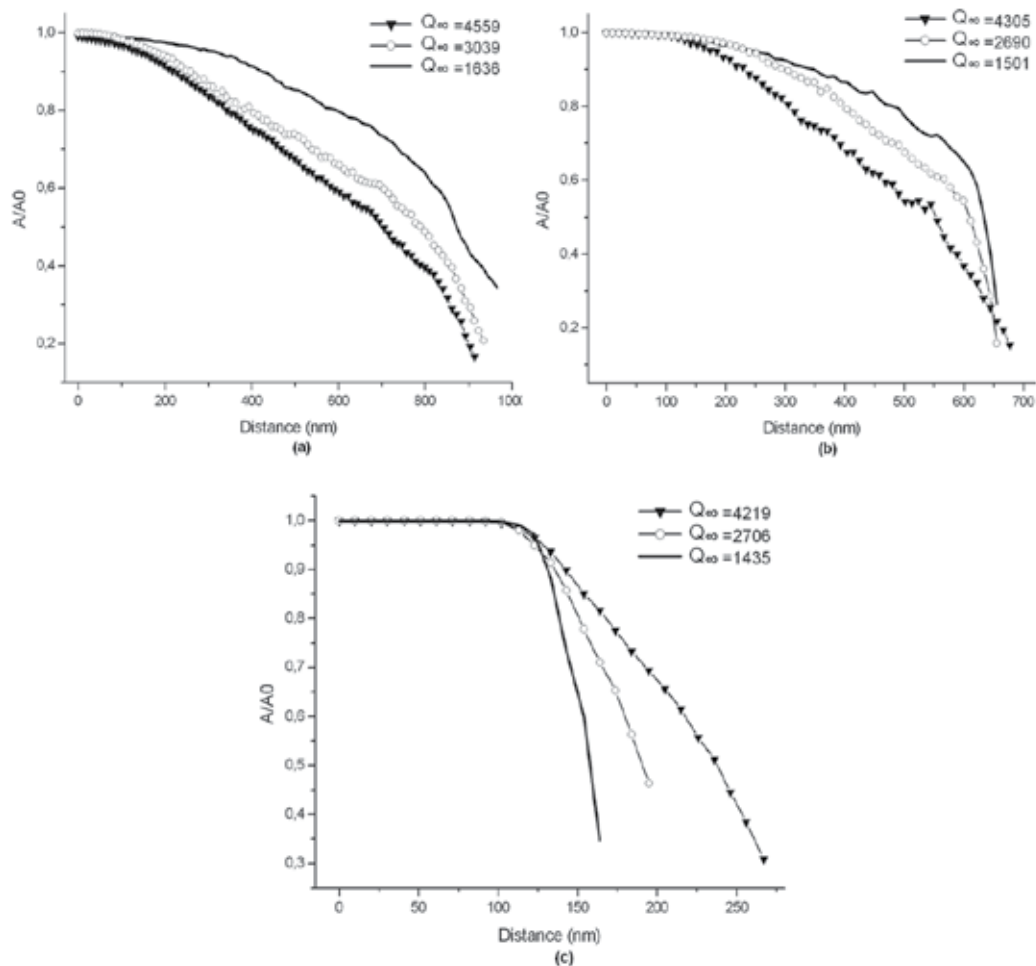 Q∞ =4559
Q∞ =3039
Q∞ =1636
1,0
0,8
0,6
0,4
0,2
A/A0
0 200 400 600 800 1000
Distance (nm)
(a)
Q∞ =4305
Q∞ =2690
Q∞ =1501
1,0
0,8
0,6
0,4
0,2
A/A0
0 100 200 300 400 500 600 700
Distance (nm)
(b)
Q∞ =4219
Q∞ =2706
Q∞ =1435
1,0
0,9
0,8
0,7
0,6
0,5
0,4
0,3
A/A0
0 50 100 150 200 250
Distance (nm)
(c)